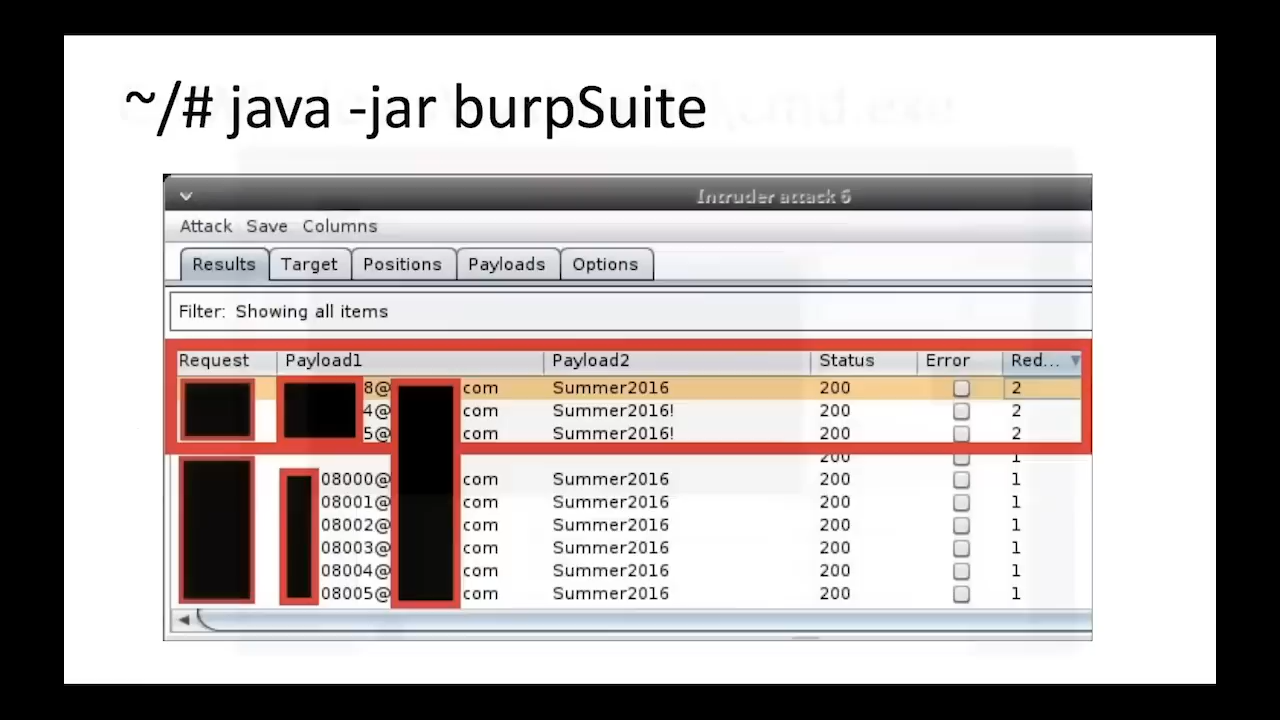 ~/# java -jar burpSuite
Intruder attack 6
Attack Save Columns
Results Target Positions Payloads Options
Filter: Showing all items
Request Payload1 Payload2 Status Error Red...
8@ com Summer2016 200 2
4@ com Summer2016! 200 2
5@ com Summer2016! 200 2
200 1
08000@ com Summer2016 200 1
08001@ com Summer2016 200 1
08002@ com Summer2016 200 1
08003@ com Summer2016 200 1
08004@ com Summer2016 200 1
08005@ com Summer2016 200 1